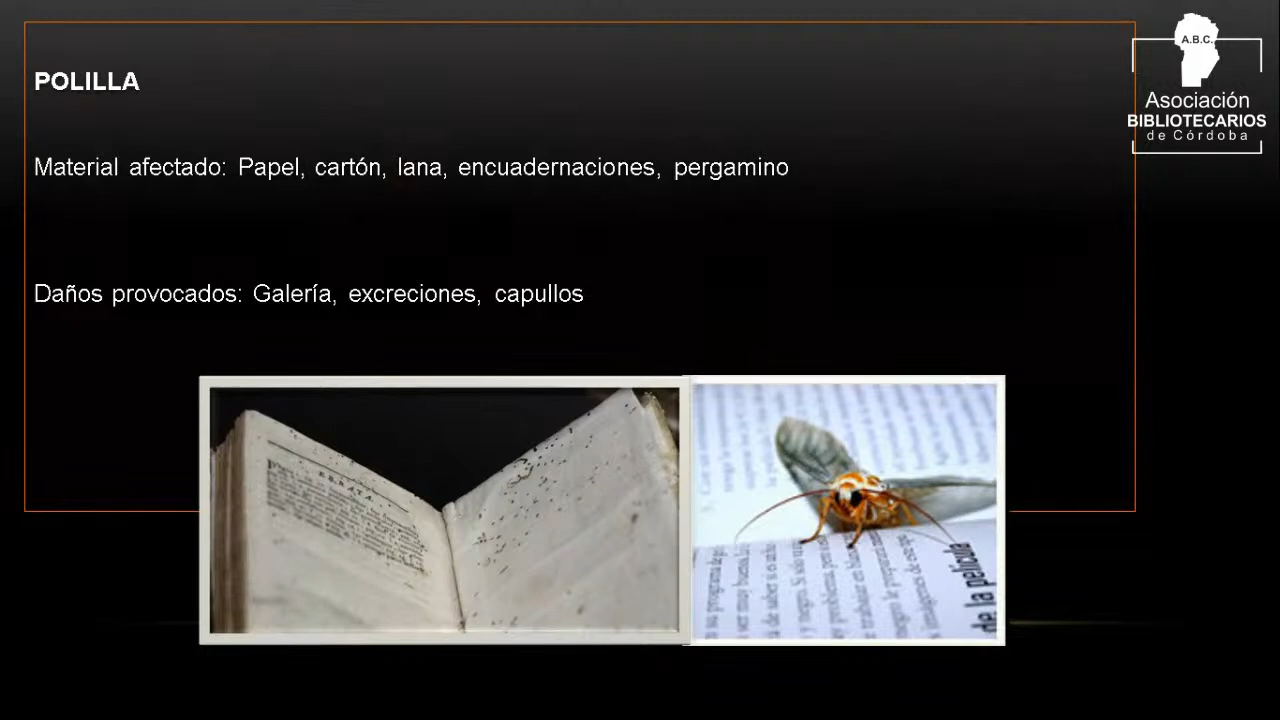 POLILLA
Material afectado: Papel, cartón, lana, encuadernaciones, pergamino
Daños provocados: Galería, excreciones, capullos
A.B.C.
Asociación
BIBLIOTECARIOS
de Córdoba
ERRATA.
de la película